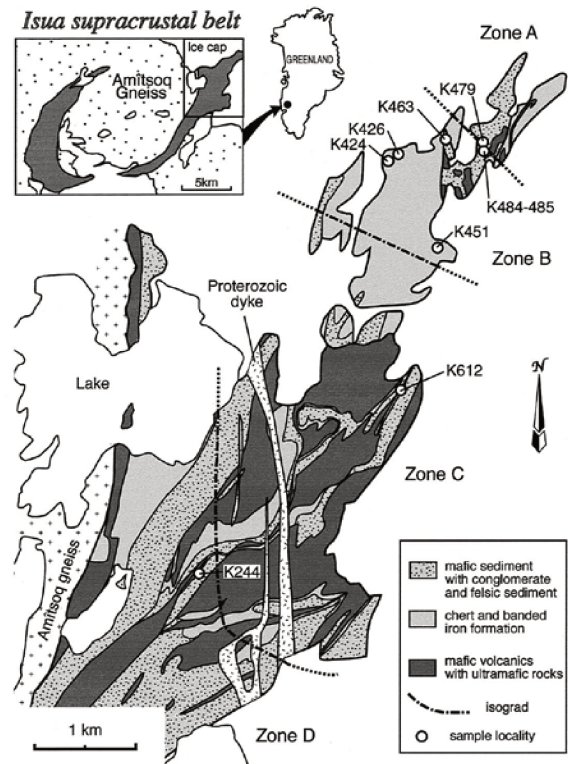 Isua supracrustal belt
Ice cap
Amîtsoq
Gneiss
5km
GREENLAND
Zone A
K479
K463
K426
K424
K484-485
K451
Zone B
Proterozoic
dyke
Lake
K612
N
Zone C
Amîtsoq gneiss
K244
mafic sediment
with conglomerate
and felsic sediment
chert and banded
iron formation
mafic volcanics
with ultramafic rocks
isograd
sample locality
1 km
Zone D